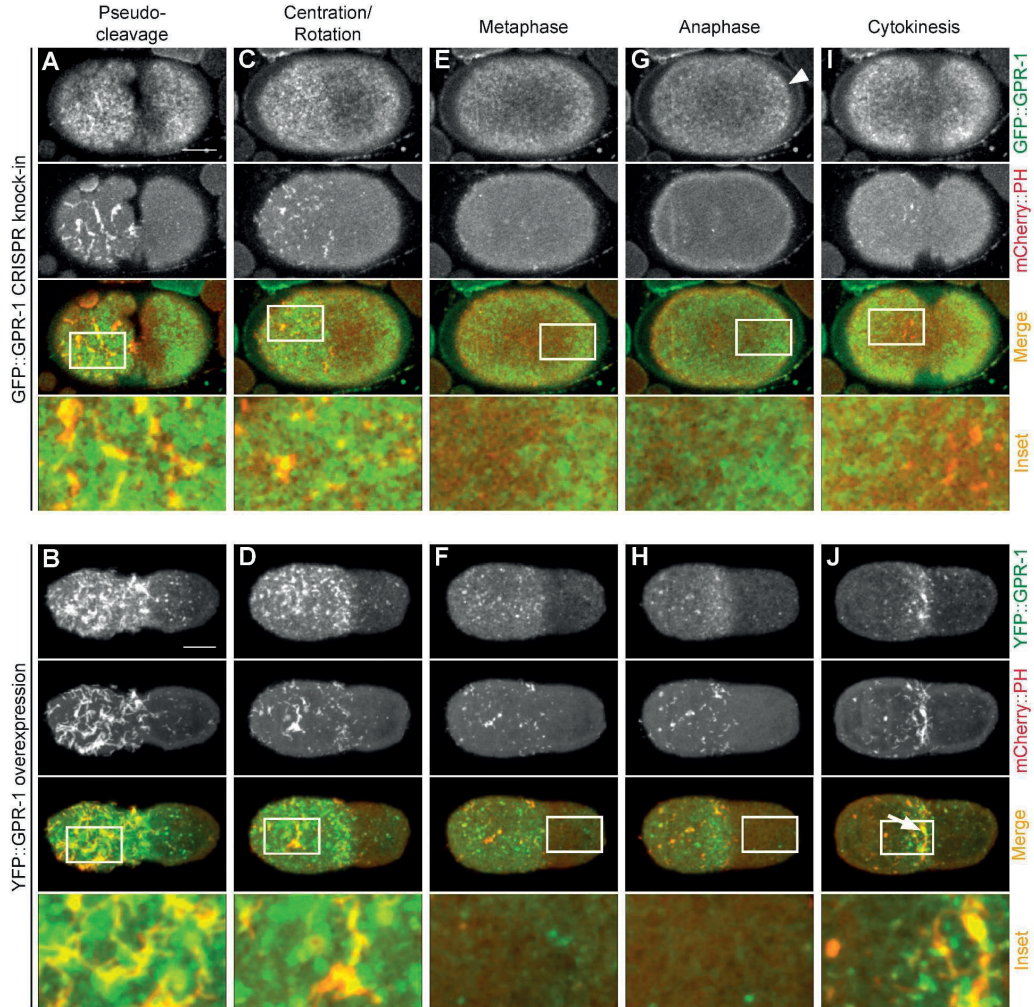 Pseudo-
cleavage
Centration/
Rotation
Metaphase
Anaphase
Cytokinesis
GFP::GPR-1 CRISPR knock-in
A
C
E
G
I
GFP::GPR-1
mCherry::PH
Merge
Inset
YFP::GPR-1 overexpression
B
D
F
H
J
YFP::GPR-1
mCherry::PH
Merge
Inset